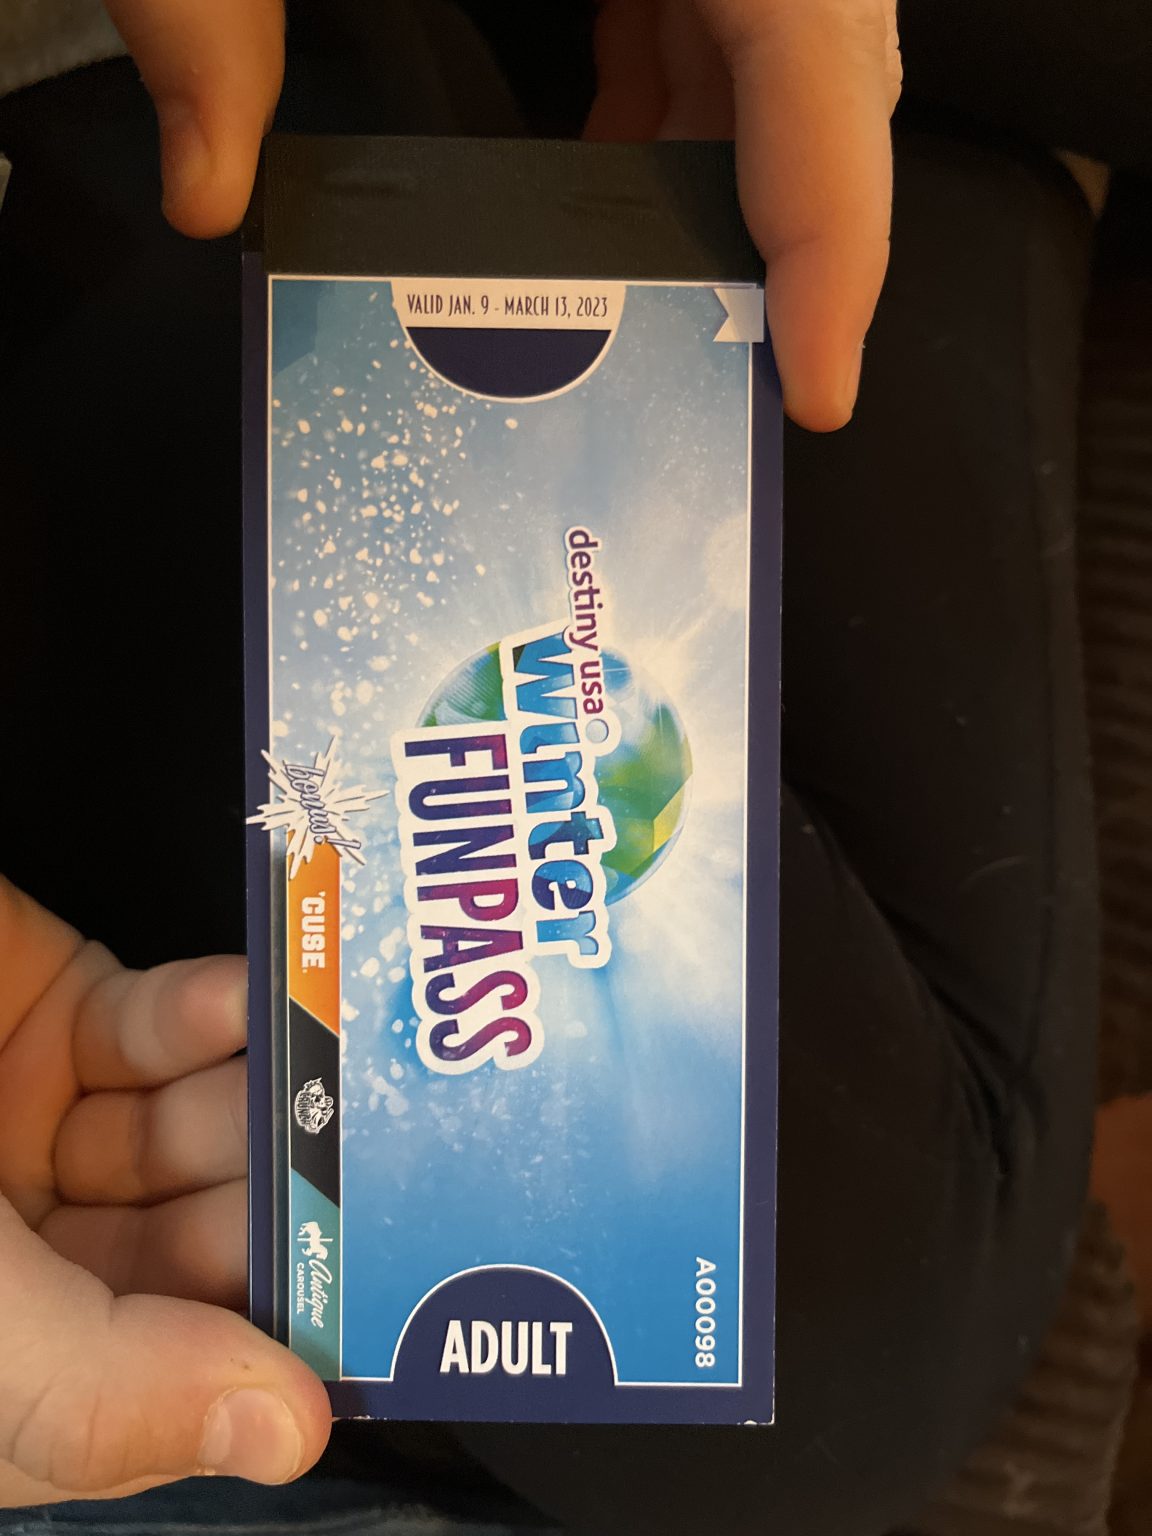 VALID JAN. 9 - MARCH 13, 2023
destiny usa
winter
FUNPASS
bonus!
'CUSE
Antique
CAROUSEL
ADULT
A00098